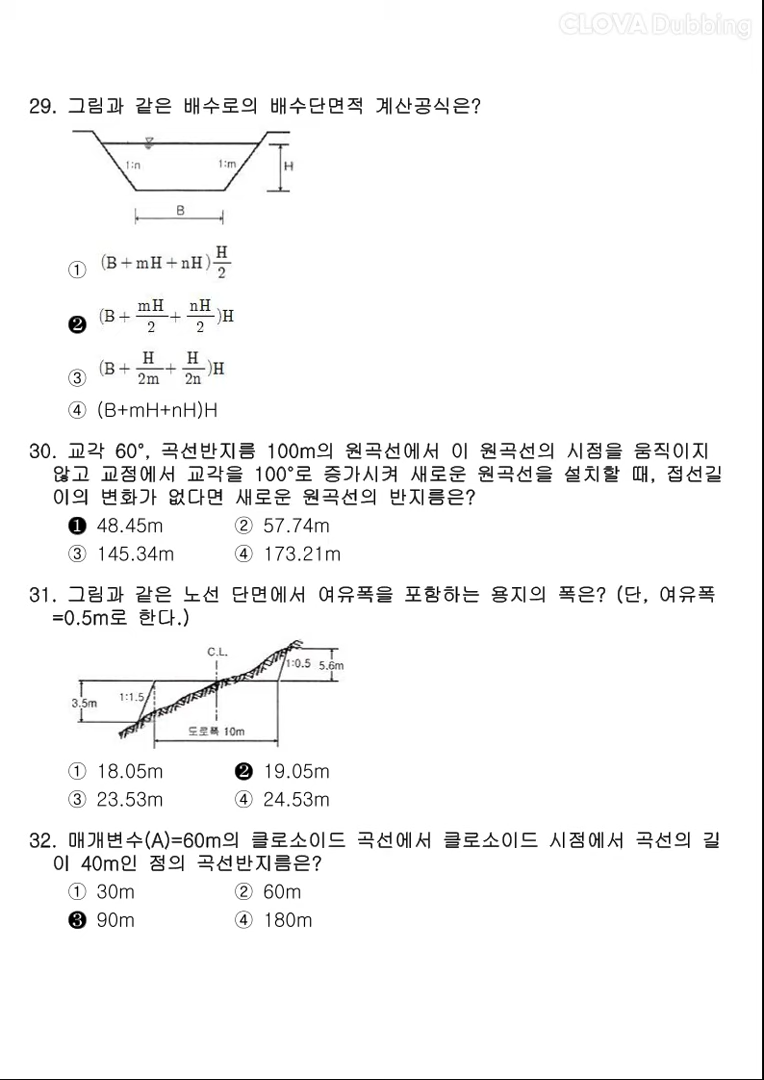 CLOVA Dubbing
29. 그림과 같은 배수로의 배수단면적 계산공식은?
1:n 1:m H
B
① (B+mH+nH)H/2
❷ (B+mH/2+nH/2)H
③ (B+H/2m+H/2n)H
④ (B+mH+nH)H
30. 교각 60°, 곡선반지름 100m의 원곡선에서 이 원곡선의 시점을 움직이지
않고 교점에서 교각을 100°로 증가시켜 새로운 원곡선을 설치할 때, 접선길
이의 변화가 없다면 새로운 원곡선의 반지름은?
❶ 48.45m ② 57.74m
③ 145.34m ④ 173.21m
31. 그림과 같은 노선 단면에서 여유폭을 포함하는 용지의 폭은? (단, 여유폭
=0.5m로 한다.)
C.L.
1:0.5 5.6m
1:1.5
3.5m
도로폭 10m
① 18.05m ❷ 19.05m
③ 23.53m ④ 24.53m
32. 매개변수(A)=60m의 클로소이드 곡선에서 클로소이드 시점에서 곡선의 길
이 40m인 점의 곡선반지름은?
① 30m ② 60m
❸ 90m ④ 180m